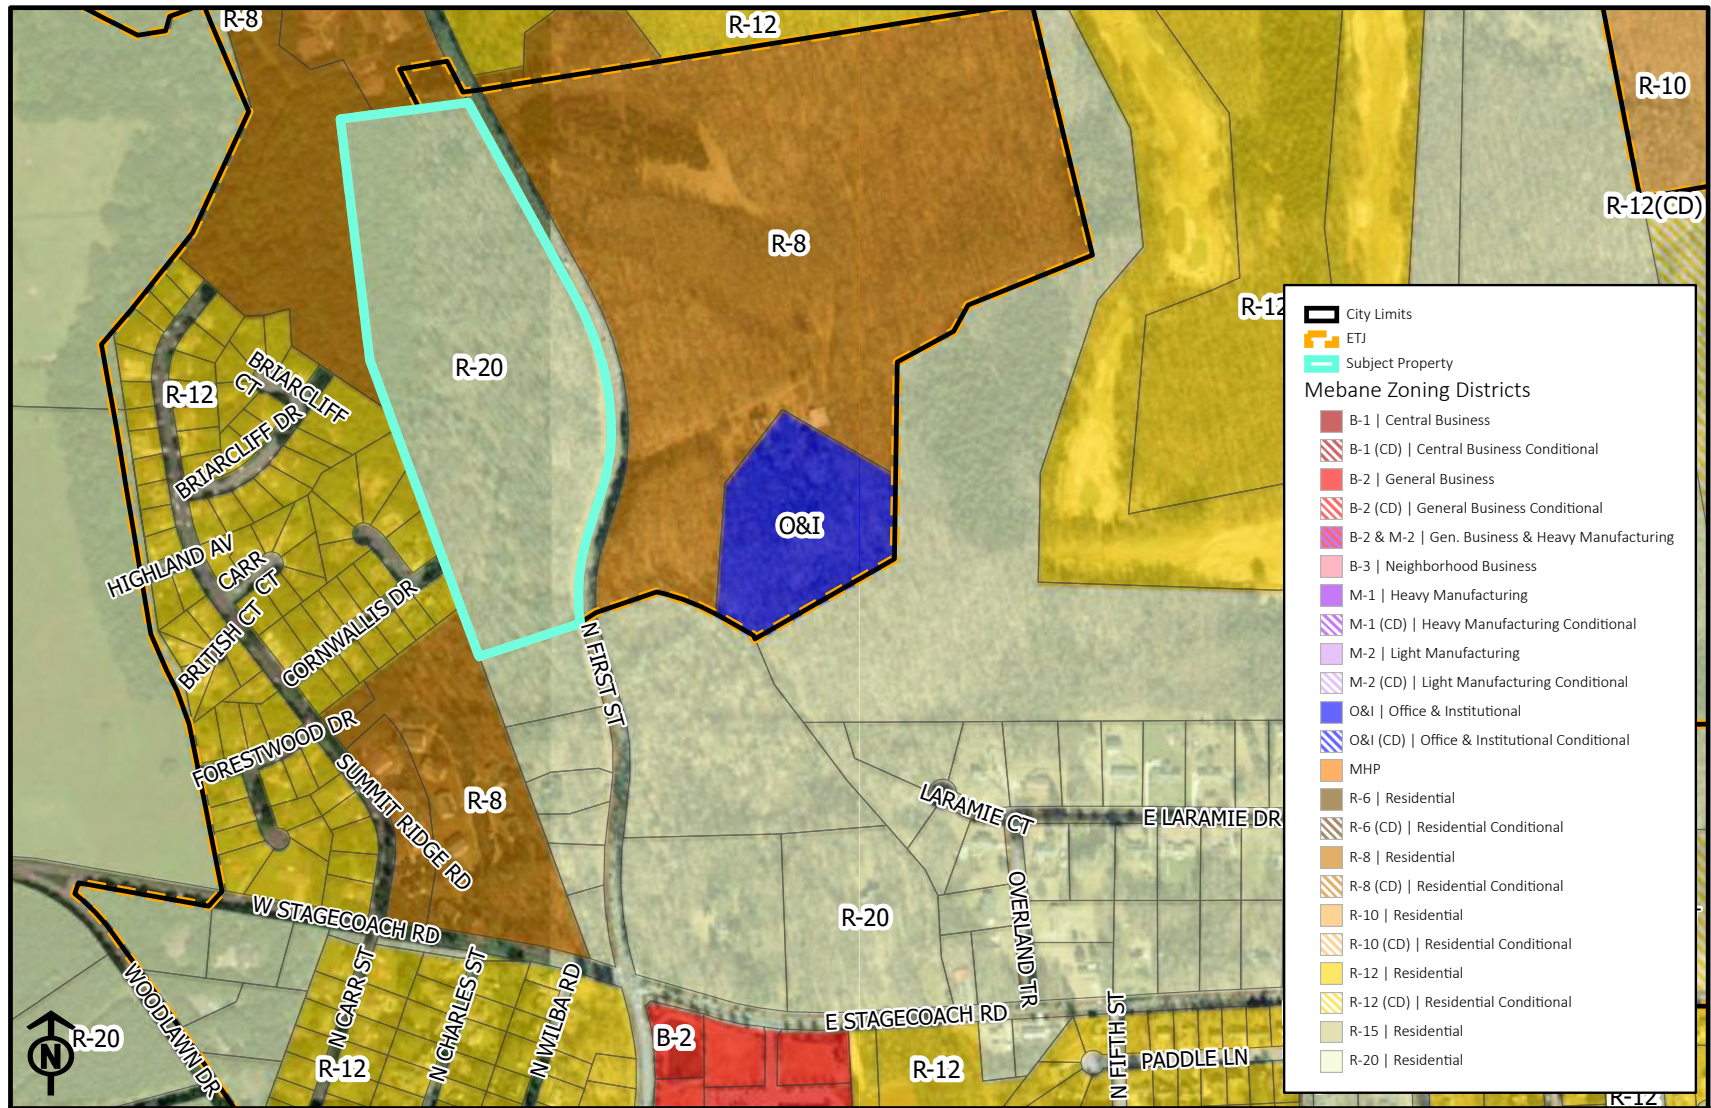 R-8
R-12
R-10
R-12(CD)
R-8
R-12
R-20
BRIARCLIFF
CT
R-12
BRIARCLIFF DR
O&I
HIGHLAND AV
CARR
CT
BRITISH CT
CORNWALLIS DR
N FIRST ST
FORESTWOOD DR
SUMMIT RIDGE RD
R-8
LARAMIE CT
E LARAMIE DR
OVERLAND TR
R-20
W STAGECOACH RD
WOODLAWN DR
N CARR ST
N CHARLES ST
N WILBA RD
E STAGECOACH RD
N FIFTH ST
PADDLE LN
R-20
N
R-12
B-2
R-12
R-12
City Limits
ETJ
Subject Property
Mebane Zoning Districts
B-1 | Central Business
B-1 (CD) | Central Business Conditional
B-2 | General Business
B-2 (CD) | General Business Conditional
B-2 & M-2 | Gen. Business & Heavy Manufacturing
B-3 | Neighborhood Business
M-1 | Heavy Manufacturing
M-1 (CD) | Heavy Manufacturing Conditional
M-2 | Light Manufacturing
M-2 (CD) | Light Manufacturing Conditional
O&I | Office & Institutional
O&I (CD) | Office & Institutional Conditional
MHP
R-6 | Residential
R-6 (CD) | Residential Conditional
R-8 | Residential
R-8 (CD) | Residential Conditional
R-10 | Residential
R-10 (CD) | Residential Conditional
R-12 | Residential
R-12 (CD) | Residential Conditional
R-15 | Residential
R-20 | Residential